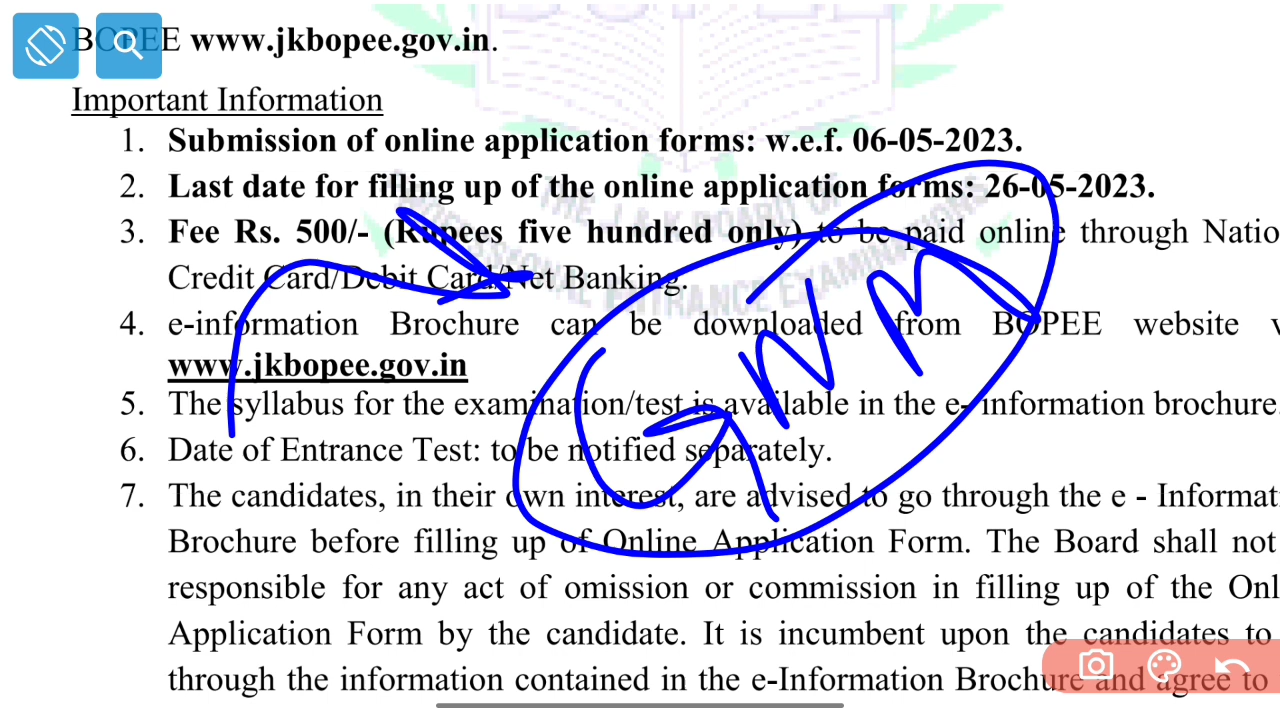 BOPEE www.jkbopee.gov.in.
Important Information
1. Submission of online application forms: w.e.f. 06-05-2023.
2. Last date for filling up of the online application forms: 26-05-2023.
3. Fee Rs. 500/- (Rupees five hundred only) to be paid online through Natio
Credit Card/Debit Card/Net Banking.
4. e-information Brochure can be downloaded from BOPEE website
www.jkbopee.gov.in
5. The syllabus for the examination/test is available in the e- information brochure.
6. Date of Entrance Test: to be notified separately.
GNM
7. The candidates, in their own interest, are advised to go through the e - Informati
Brochure before filling up of Online Application Form. The Board shall not
responsible for any act of omission or commission in filling up of the Onl
Application Form by the candidate. It is incumbent upon the candidates to
through the information contained in the e-Information Brochure and agree to